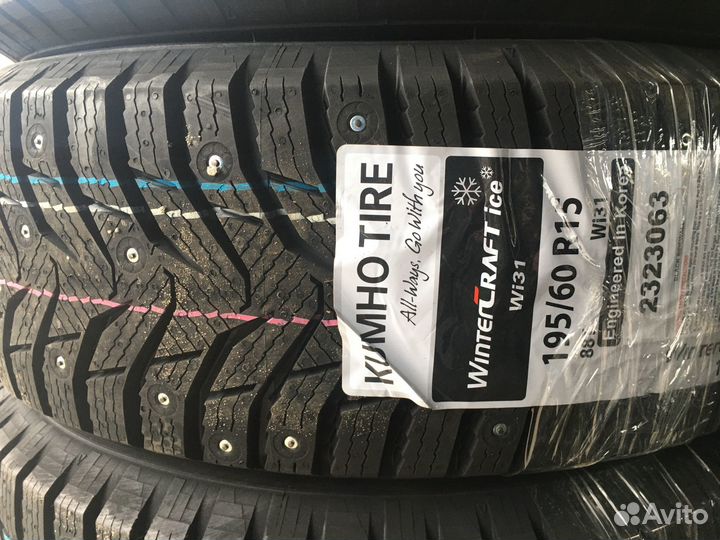 KUMHO TIRE
All-Ways, Go With you
WINTERCRAFT ice
Wi31
195/60 R15
88
Wi31
Engineered in Korea
2323063
Avito